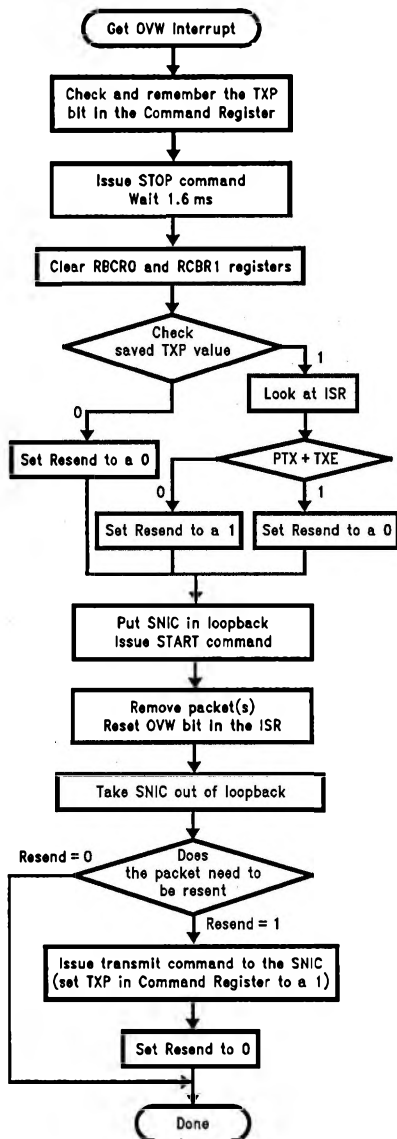 Get OVW Interrupt
Check and remember the TXP
bit in the Command Register
Issue STOP command
Wait 1.6 ms
Clear RBCR0 and RCBR1 registers
Check
saved TXP value
1
0
Look at ISR
Set Resend to a 0
PTX + TXE
0
1
Set Resend to a 1
Set Resend to a 0
Put SNIC in loopback
Issue START command
Remove packet(s)
Reset OVW bit in the ISR
Take SNIC out of loopback
Resend = 0
Does
the packet need to
be resent
Resend = 1
Issue transmit command to the SNIC
(set TXP in Command Register to a 1)
Set Resend to 0
Done